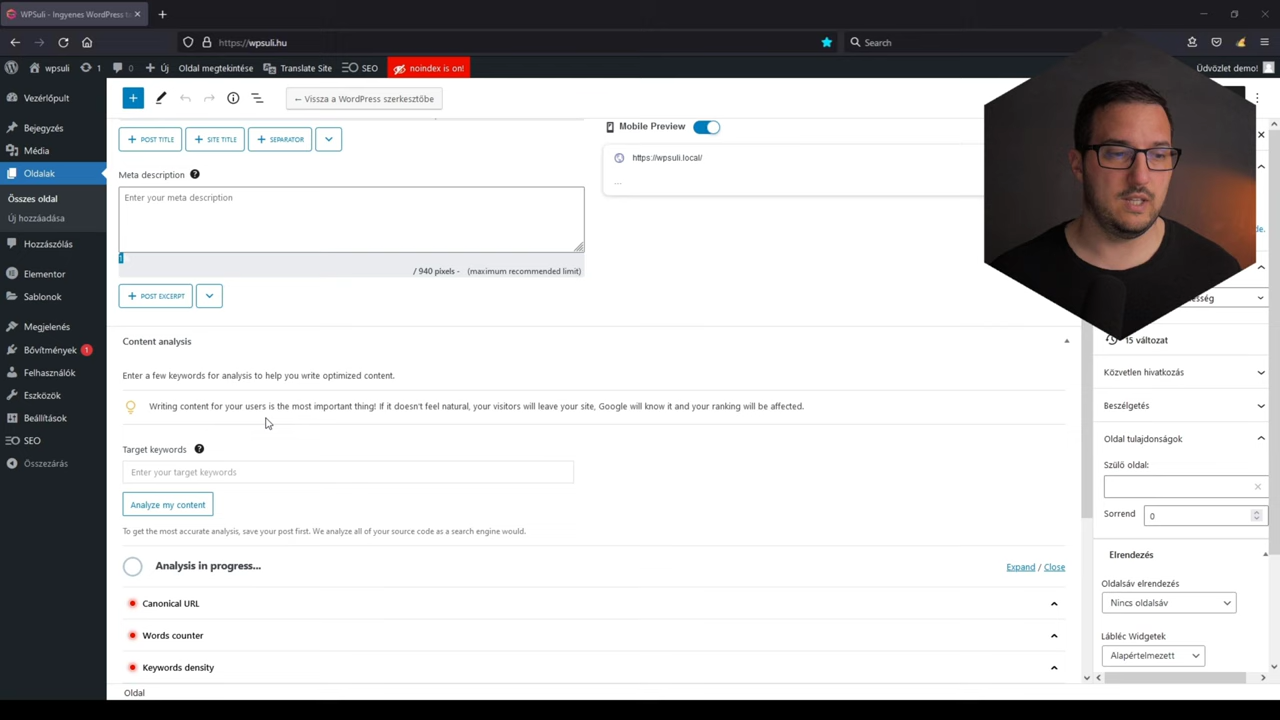 WPSuli - Ingyenes WordPress t
https://wpsuli.hu
Search
wpsuli
1
0
Új
Oldal megtekintése
Translate Site
SEO
noindex is on!
Üdvözlet demo!
Vezérlőpult
Bejegyzés
Média
Oldalak
Összes oldal
Új hozzáadása
Hozzászólás
Elementor
Sablonok
Megjelenés
Bővítmények 1
Felhasználók
Eszközök
Beállítások
SEO
Összezárás
← Vissza a WordPress szerkesztőbe
+ POST TITLE
+ SITE TITLE
+ SEPARATOR
Mobile Preview
https://wpsuli.local/
...
Meta description
Enter your meta description
1
/ 940 pixels - (maximum recommended limit)
+ POST EXCERPT
Content analysis
Enter a few keywords for analysis to help you write optimized content.
Writing content for your users is the most important thing! If it doesn't feel natural, your visitors will leave your site, Google will know it and your ranking will be affected.
Target keywords
Enter your target keywords
Analyze my content
To get the most accurate analysis, save your post first. We analyze all of your source code as a search engine would.
Analysis in progress...
Expand / Close
Canonical URL
Words counter
Keywords density
Oldal
de.
sség
15 változat
Közvetlen hivatkozás
Beszélgetés
Oldal tulajdonságok
Szülő oldal:
Sorrend
0
Elrendezés
Oldalsáv elrendezés
Nincs oldalsáv
Lábléc Widgetek
Alapértelmezett